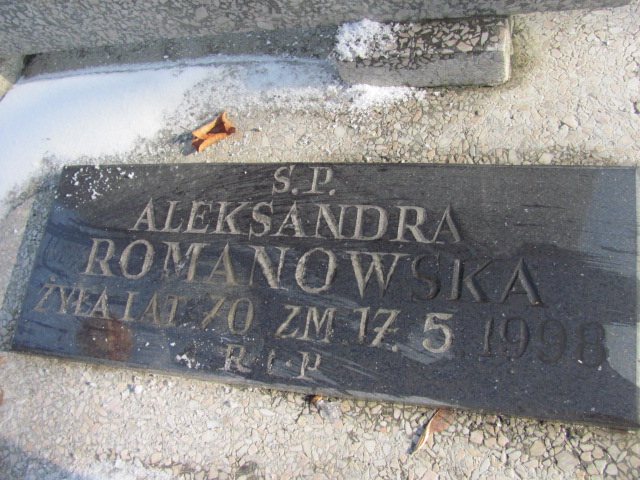 S.P.
ALEKSANDRA
ROMANOWSKA
ŻYŁA LAT 70 ZM. 17. 5. 1998
R.I.P